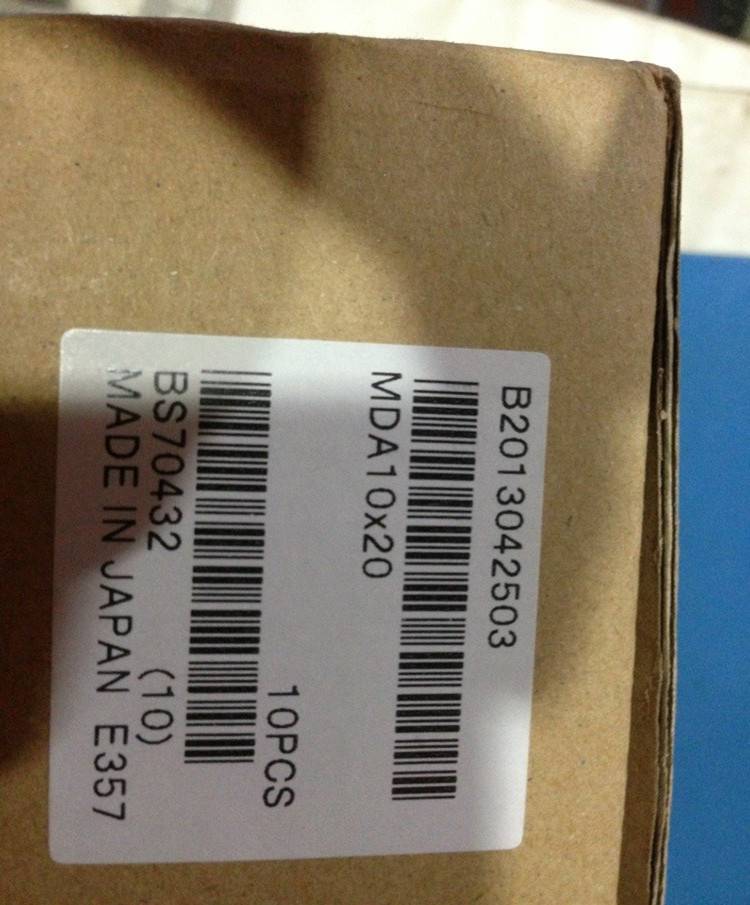 B2013042503
MDA10x20
10PCS
BS70432 (10)
MADE IN JAPAN E357